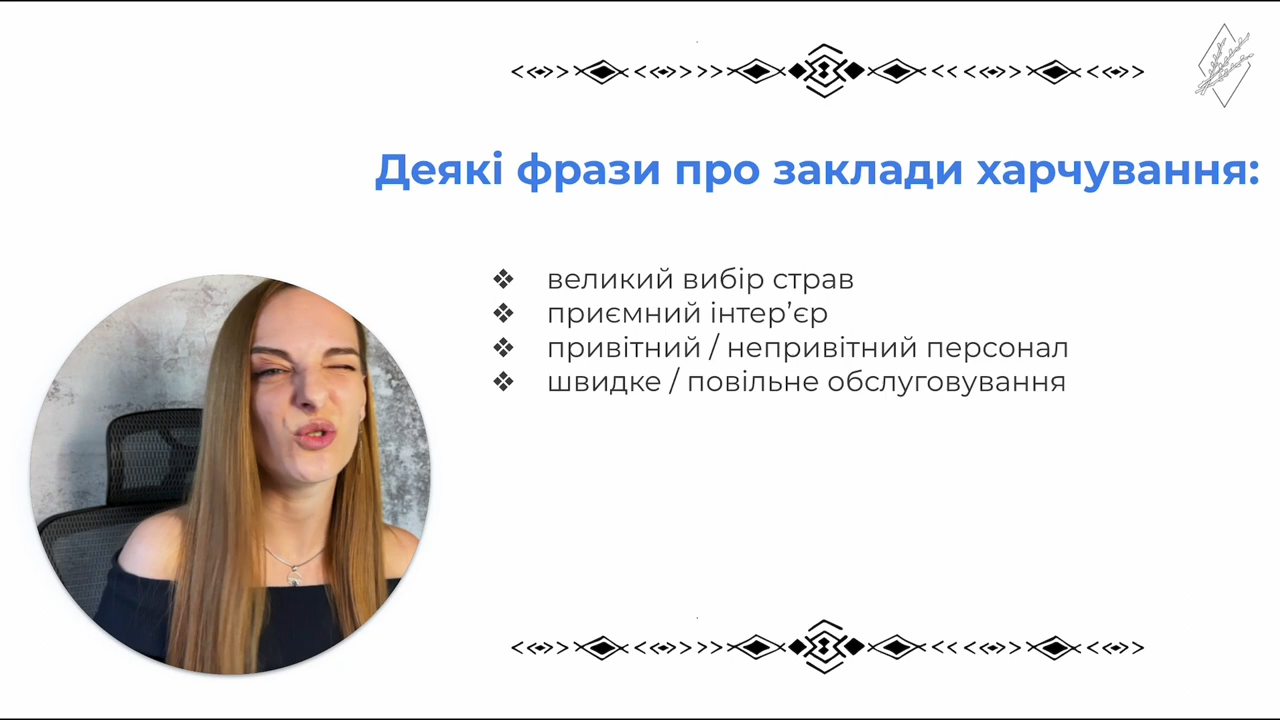 Деякі фрази про заклади харчування:
❖ великий вибір страв
❖ приємний інтер’єр
❖ привітний / непривітний персонал
❖ швидке / повільне обслуговування